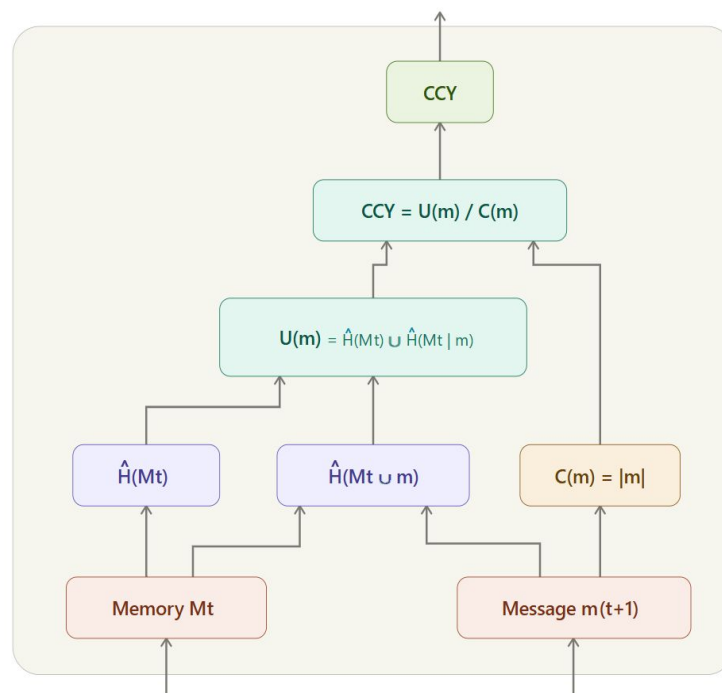 CCY
CCY = U(m) / C(m)
U(m) = Ĥ(Mt) ∪ Ĥ(Mt | m)
Ĥ(Mt)
Ĥ(Mt ∪ m)
C(m) = |m|
Memory Mt
Message m(t+1)